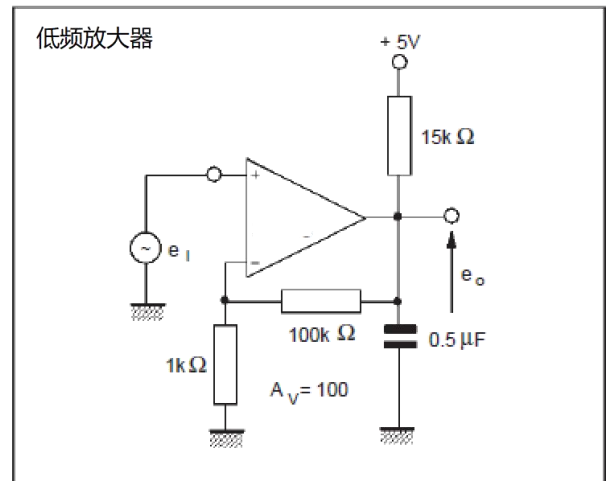 低频放大器
+ 5V
15k Ω
+
-
~
e I
−
e o
100k Ω
0.5 μF
1k Ω
A V = 100